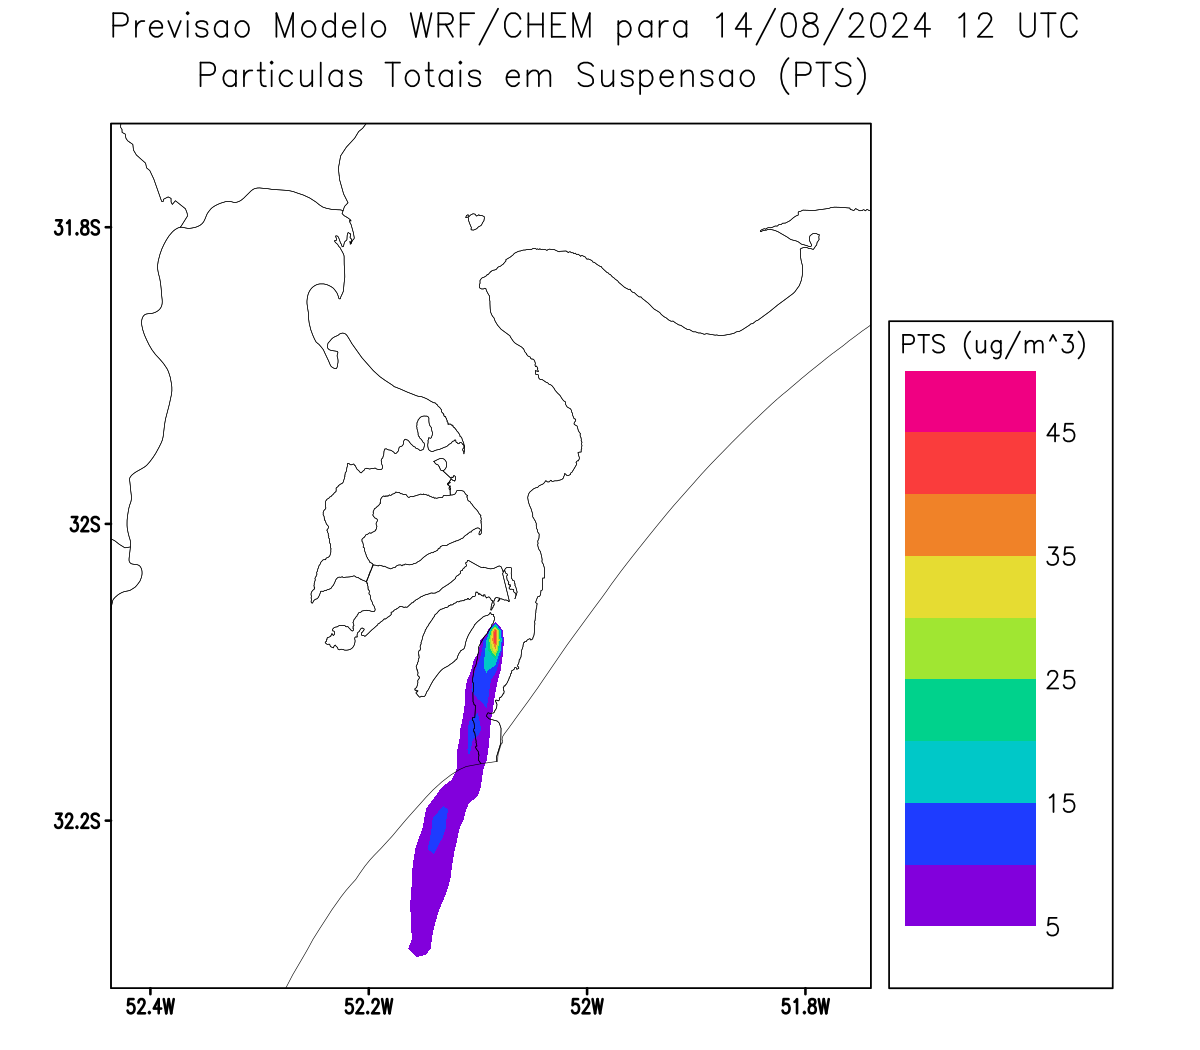 Previsao Modelo WRF/CHEM para 14/08/2024 12 UTC
Particulas Totais em Suspensao (PTS)
31.8S
32S
32.2S
52.4W
52.2W
52W
51.8W
PTS (ug/m^3)
45
35
25
15
5